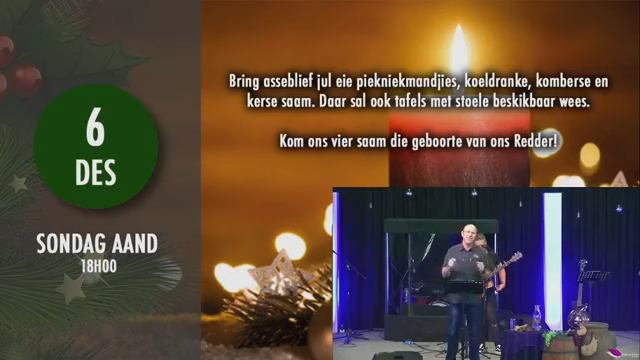 6
DES
SONDAG AAND
18H00
Bring asseblief jul eie piekniekmandjies, koeldranke, komberse en
kerse saam. Daar sal ook tafels met stoele beskikbaar wees.
Kom ons vier saam die geboorte van ons Redder!